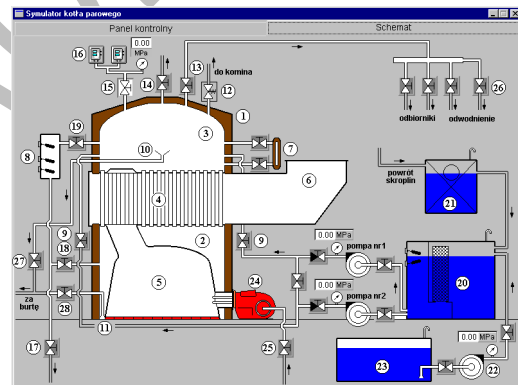 Symulator kotła parowego
Panel kontrolny
Schemat
0.00
MPa
16
15
14
13
do komina
12
1
3
10
19
8
7
26
odbiorniki
odwodnienie
powrót
skroplin
21
6
4
9
18
27
2
9
0.00 MPa
pompa nr1
20
5
24
0.00 MPa
pompa nr2
za
burtę
28
11
17
25
23
0.00 MPa
22